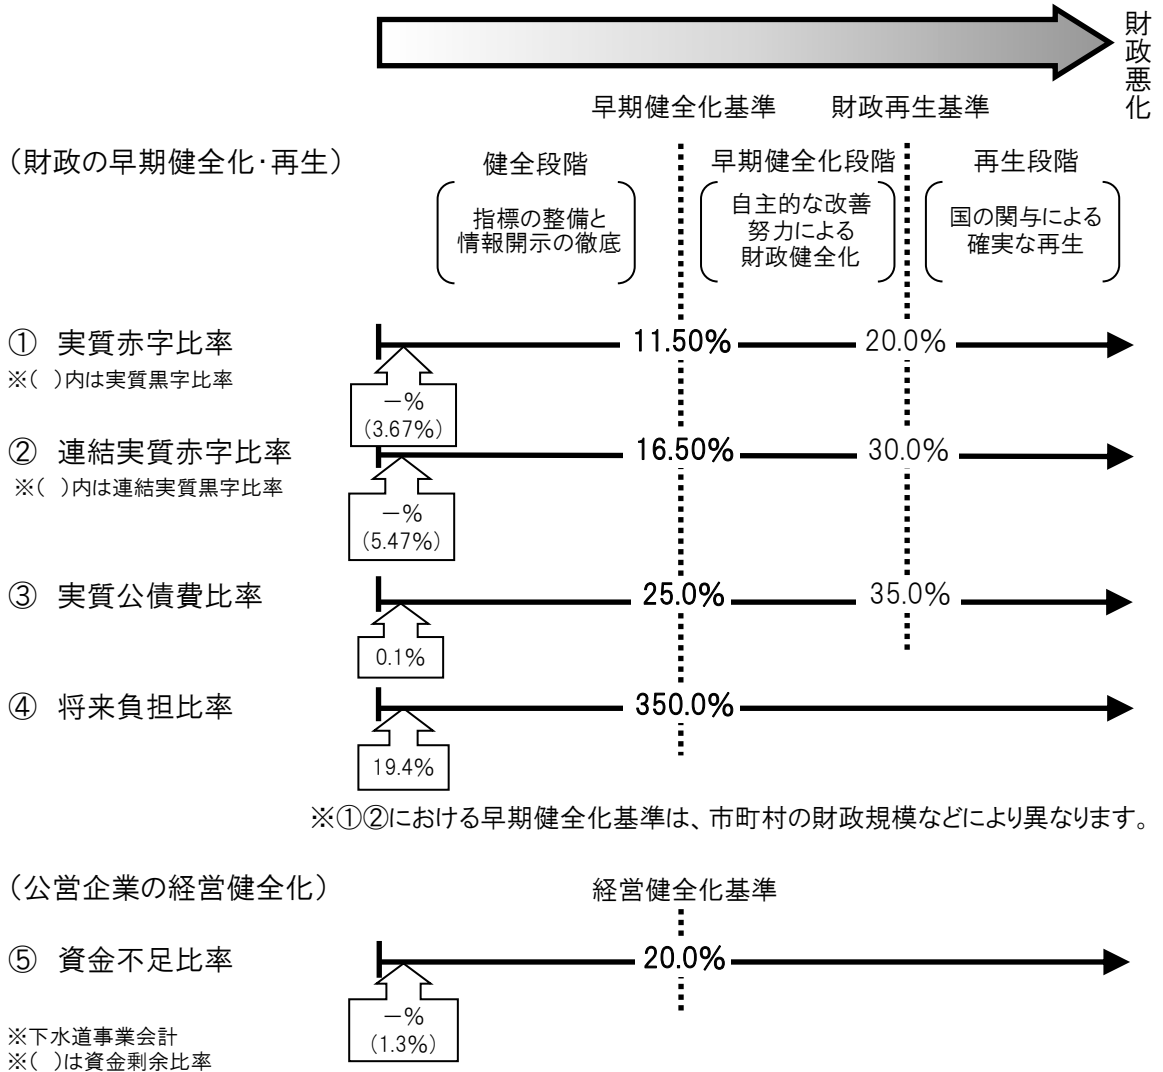 財政悪化
早期健全化基準　財政再生基準
（財政の早期健全化・再生）
健全段階
指標の整備と
情報開示の徹底
早期健全化段階
自主的な改善
努力による
財政健全化
再生段階
国の関与による
確実な再生
①　実質赤字比率
※(　)内は実質黒字比率
11.50%
20.0%
－%
(3.67%)
②　連結実質赤字比率
※(　)内は連結実質黒字比率
16.50%
30.0%
－%
(5.47%)
③　実質公債費比率
25.0%
35.0%
0.1%
④　将来負担比率
350.0%
19.4%
※①②における早期健全化基準は、市町村の財政規模などにより異なります。
（公営企業の経営健全化）
経営健全化基準
⑤　資金不足比率
20.0%
－%
(1.3%)
※下水道事業会計
※(　)は資金剰余比率